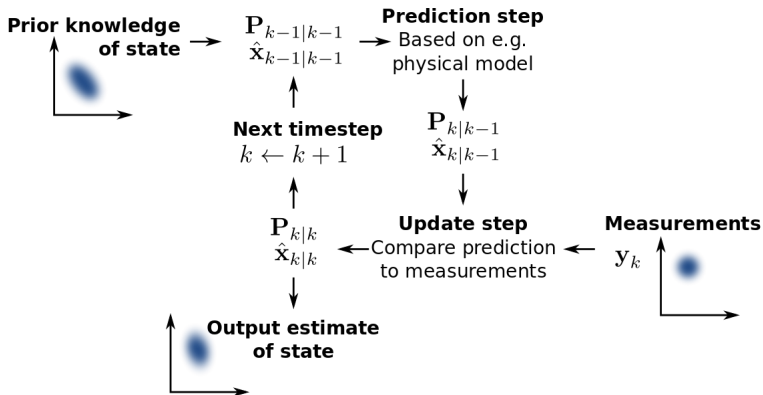 Prior knowledge
of state
P_{k-1|k-1}
x̂_{k-1|k-1}
Prediction step
Based on e.g.
physical model
P_{k|k-1}
x̂_{k|k-1}
Next timestep
k ← k + 1
P_{k|k}
x̂_{k|k}
Update step
Compare prediction
to measurements
Measurements
y_k
Output estimate
of state